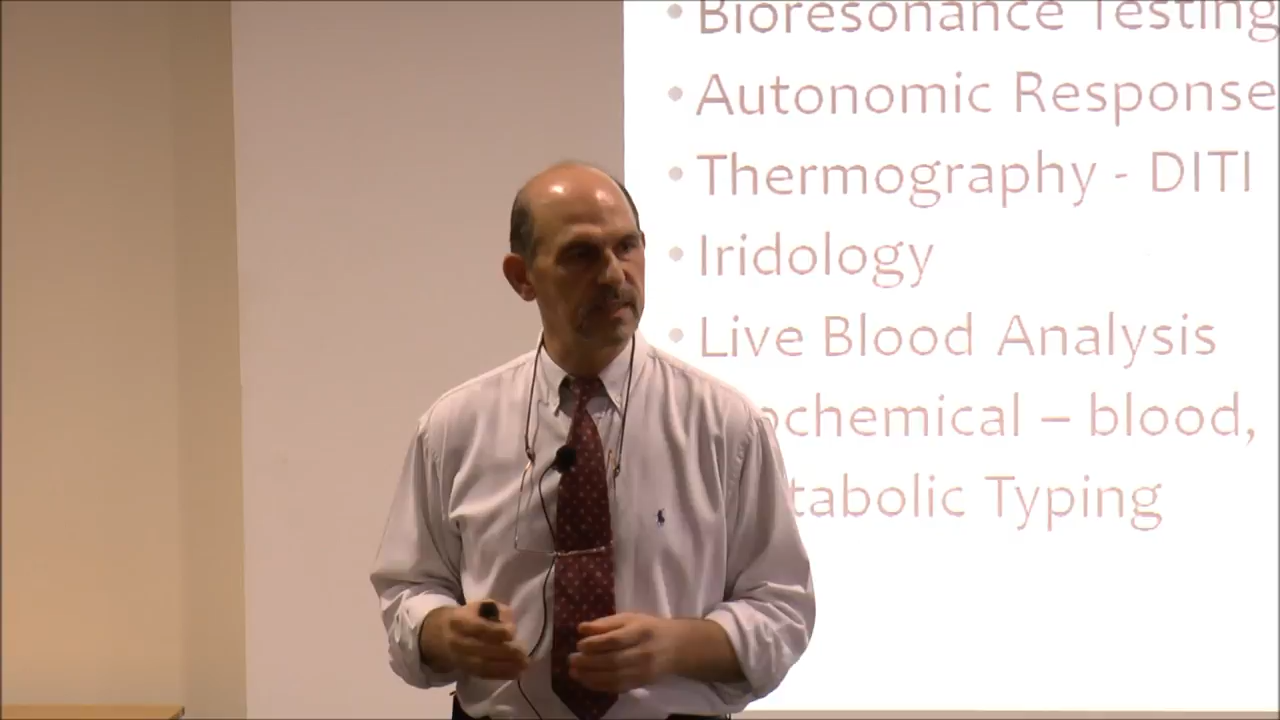 • Bioresonance Testing
• Autonomic Response
• Thermography - DITI
• Iridology
• Live Blood Analysis
ochemical – blood,
tabolic Typing